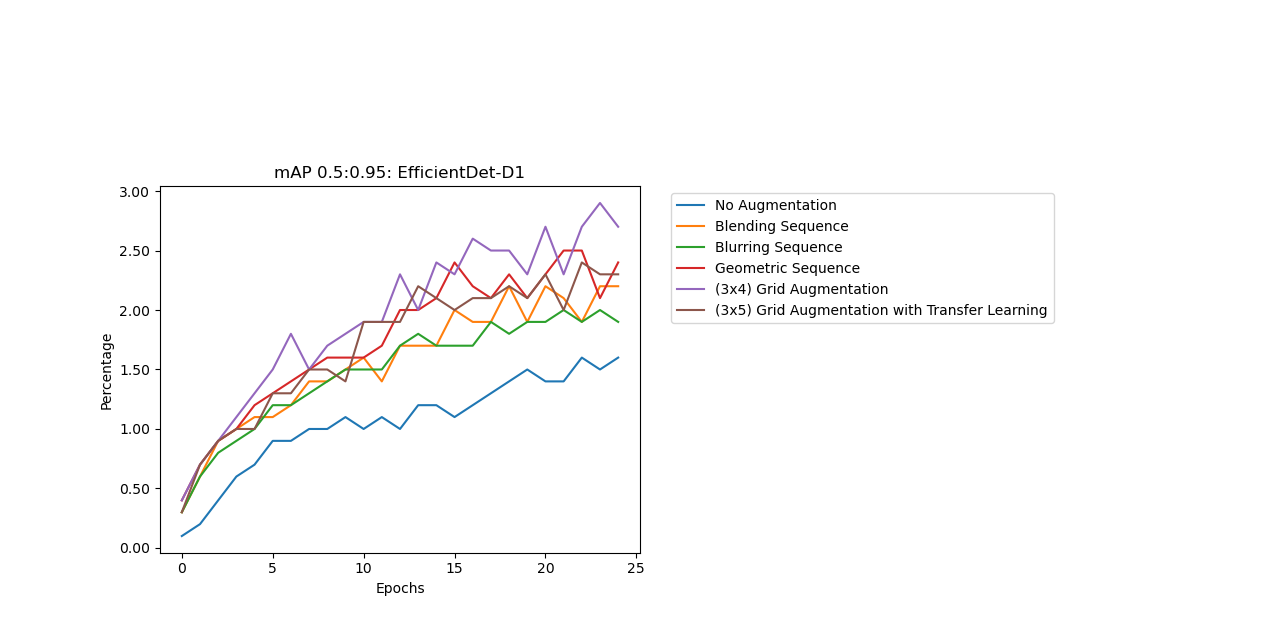 mAP 0.5:0.95: EfficientDet-D1
3.00
2.50
2.00
1.50
1.00
0.50
0.00
Percentage
0 5 10 15 20 25
Epochs
No Augmentation
Blending Sequence
Blurring Sequence
Geometric Sequence
(3x4) Grid Augmentation
(3x5) Grid Augmentation with Transfer Learning